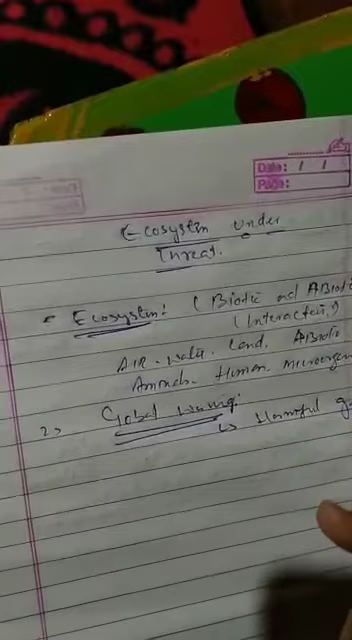 Date: / /
Page:
Ecosystem Under
Threat.
Ecosystem: (Biotic and ABiotic
(Interaction)
AIR. Water. Land. ABiotic
Animals. Human. microorgan
2) Global warming:
↳ Harmful ga